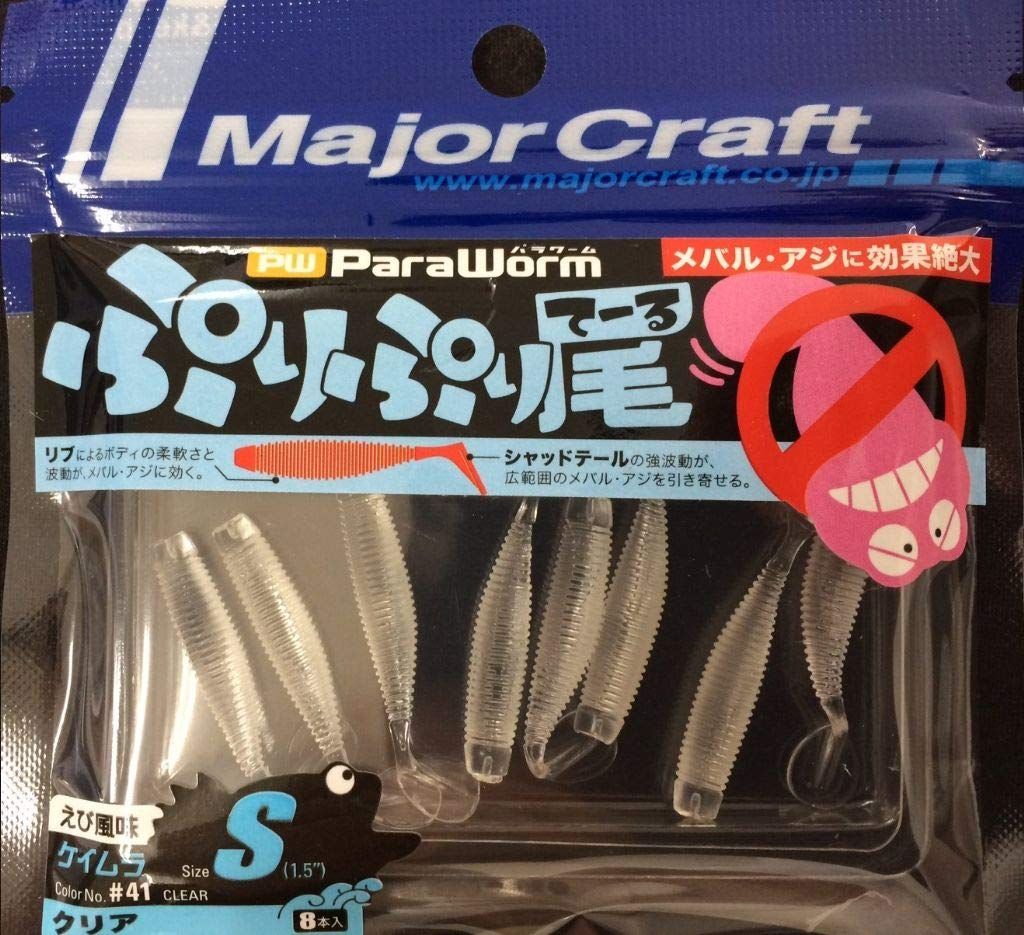 Major Craft
www.majorcraft.co.jp
PW ParaWorm
パラワーム
メバル・アジに効果絶大
ぷりぷり尾
てーる
リブによるボディの柔軟さと
波動が、メバル・アジに効く。
シャッドテールの強波動が、
広範囲のメバル・アジを引き寄せる。
えび風味
ケイムラ
Size S (1.5")
Color No. #41 CLEAR
クリア
8本入